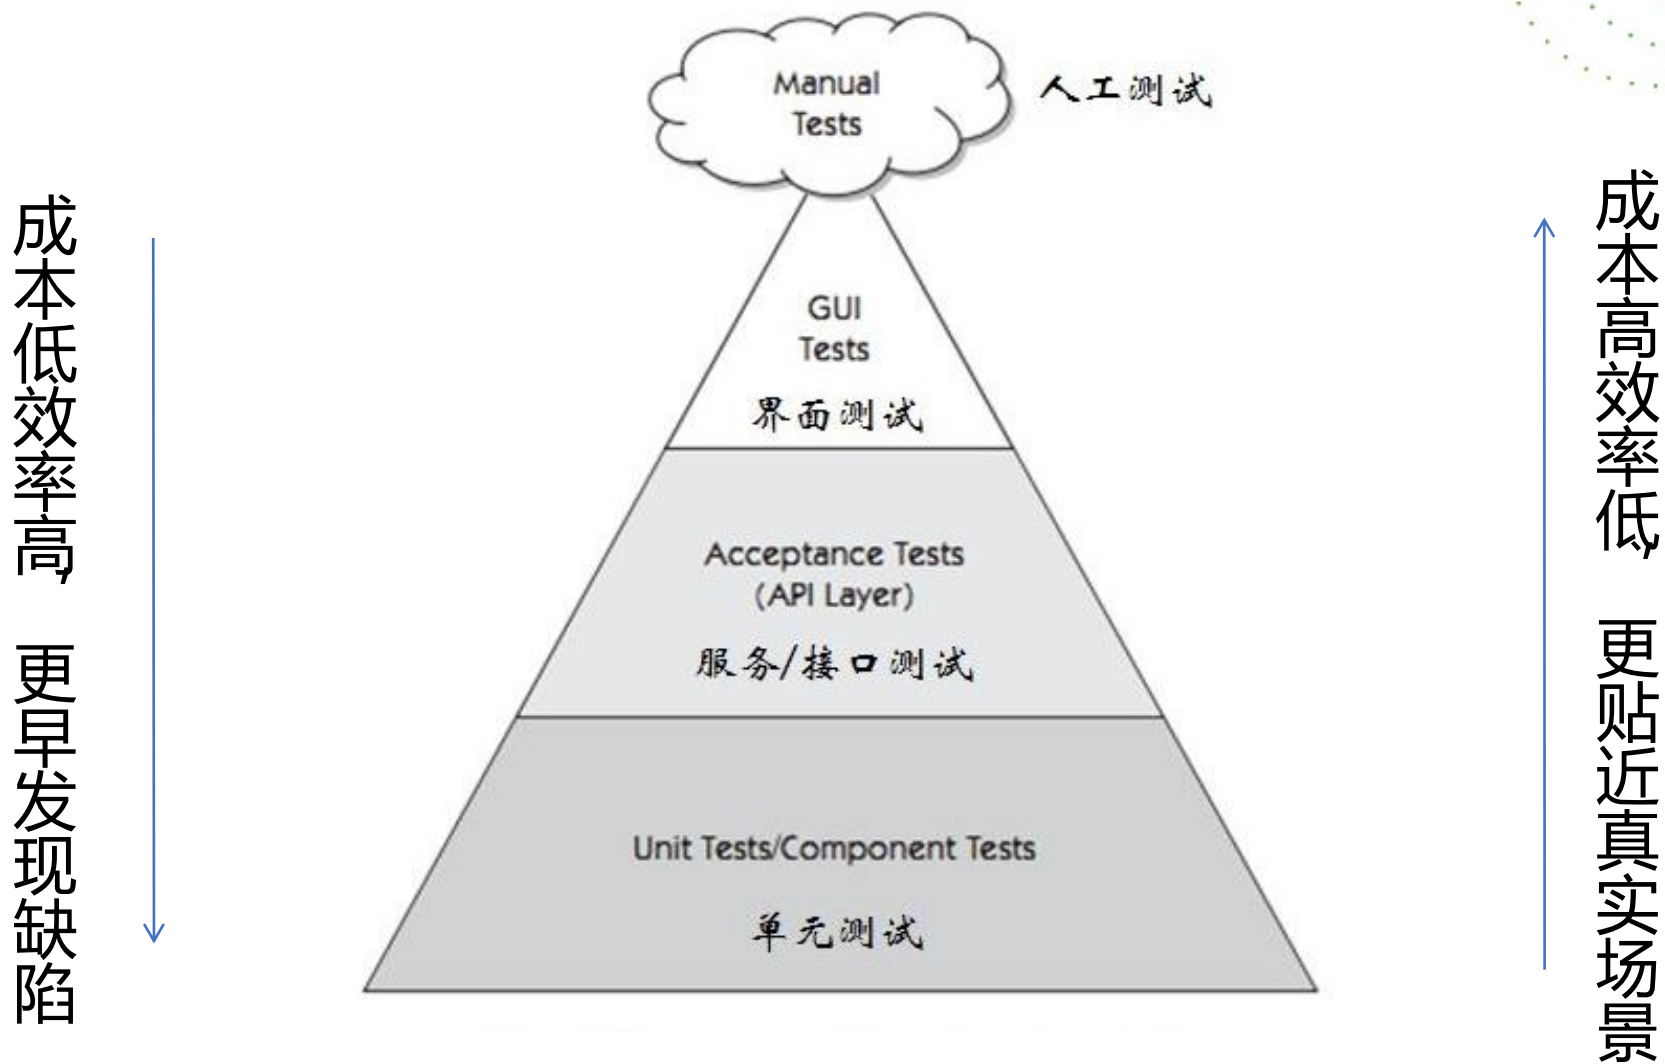 Manual
Tests
人工测试
成本低效率高,更早发现缺陷
成本高效率低,更贴近真实场景
GUI
Tests
界面测试
Acceptance Tests
(API Layer)
服务/接口测试
Unit Tests/Component Tests
单元测试